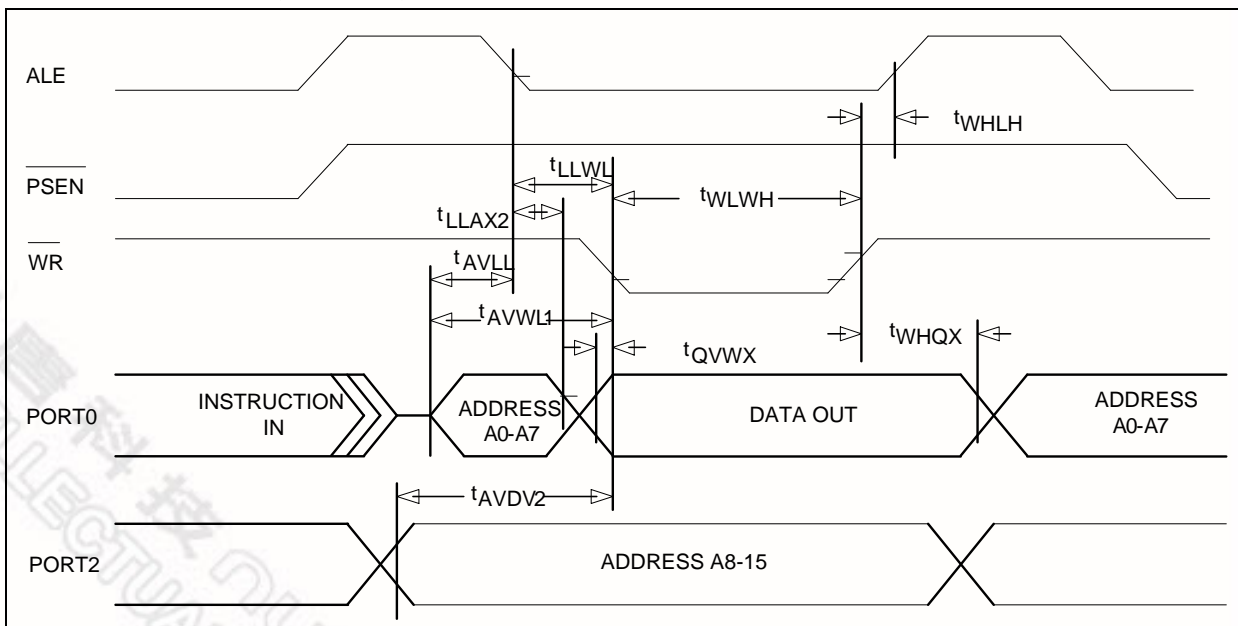 ALE
tWHLH
PSEN
tLLWL
tWLWH
tLLAX2
WR
tAVLL
tAVWL1
tWHQX
tQVWX
PORT0
INSTRUCTION
IN
ADDRESS
A0-A7
DATA OUT
ADDRESS
A0-A7
tAVDV2
PORT2
ADDRESS A8-15